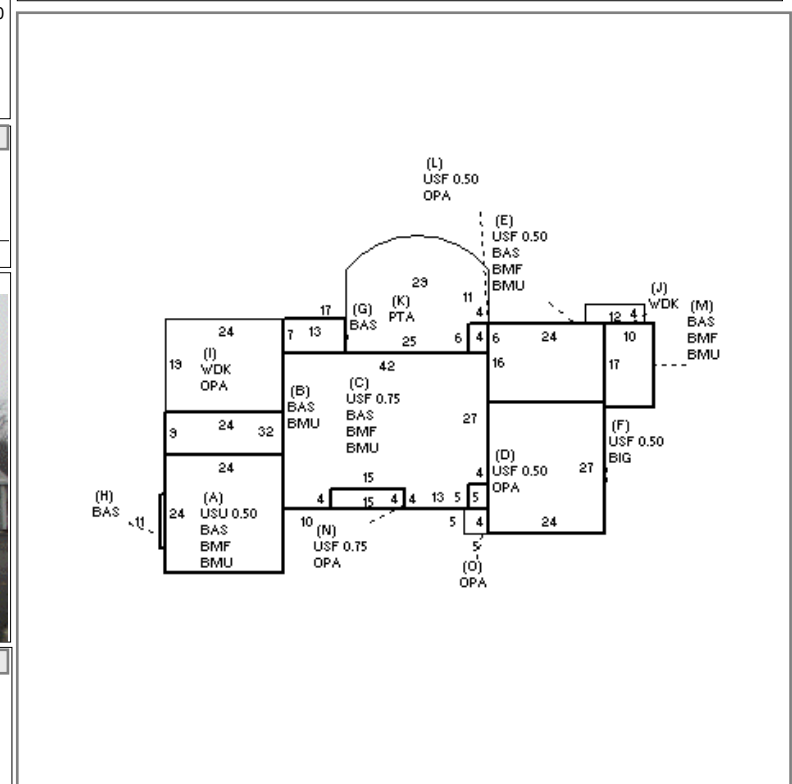 (L)
USF 0.50
OPA
(E)
USF 0.50
BAS
BMF
BMU
29
(K)
PTA
11
4
17
(G)
BAS
7 13
25
6 4 6
24
(J)
WDK
12 4
10
(M)
BAS
BMF
BMU
17
24
19
(I)
WDK
OPA
42
16
(B)
BAS
BMU
(C)
USF 0.75
BAS
BMF
BMU
27
9 24 32
(F)
USF 0.50
BIG
27
(D)
USF 0.50
OPA
4
24
15
4 15 4 4 13 5 5
(H)
BAS
11
24
(A)
USU 0.50
BAS
BMF
BMU
10
(N)
USF 0.75
OPA
5 4
24
5
(O)
OPA